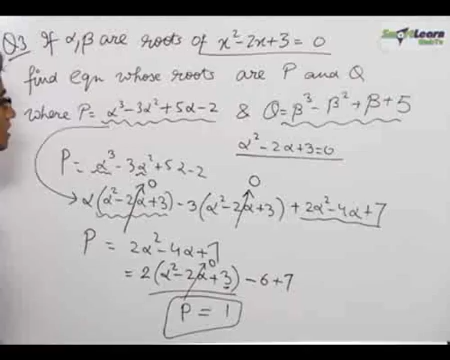 Q3 If α,β are roots of x²-2x+3=0
find eqn whose roots are P and Q
where P=α³-3α²+5α-2 & Q=β³-β²+β+5
α²-2α+3=0
P=α³-3α²+5α-2
α(α²-2α+3)-3(α²-2α+3)+2α²-4α+7
0
0
P=2α²-4α+7
=2(α²-2α+3)-6+7
0
P=1